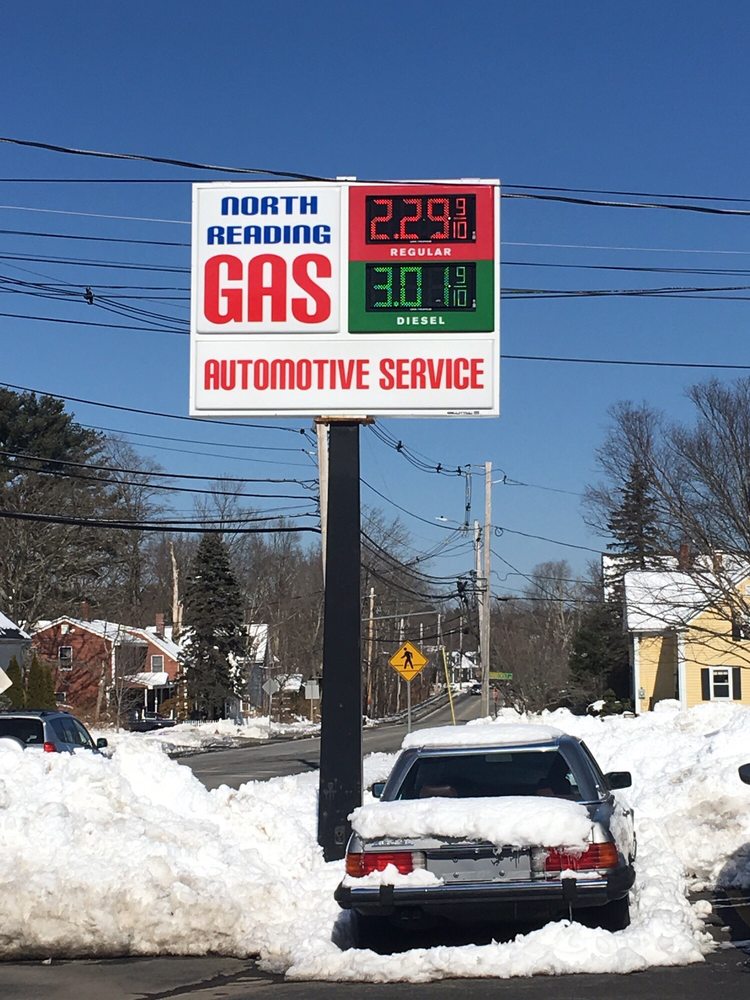 NORTH
READING
GAS
2.29 9/10
REGULAR
3.01 9/10
DIESEL
AUTOMOTIVE SERVICE